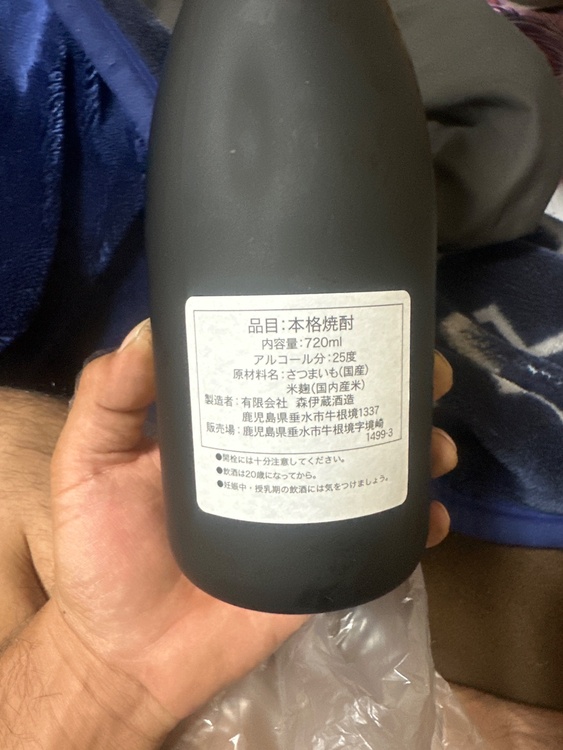 品目：本格焼酎
内容量：720ml
アルコール分：25度
原材料名：さつまいも(国産)
米麹(国内産米)
製造者：有限会社 森伊蔵酒造
鹿児島県垂水市牛根境1337
販売場：鹿児島県垂水市牛根境字境崎
1499-3
●開栓には十分注意してください。
●飲酒は20歳になってから。
●妊娠中・授乳期の飲酒には気をつけましょう。